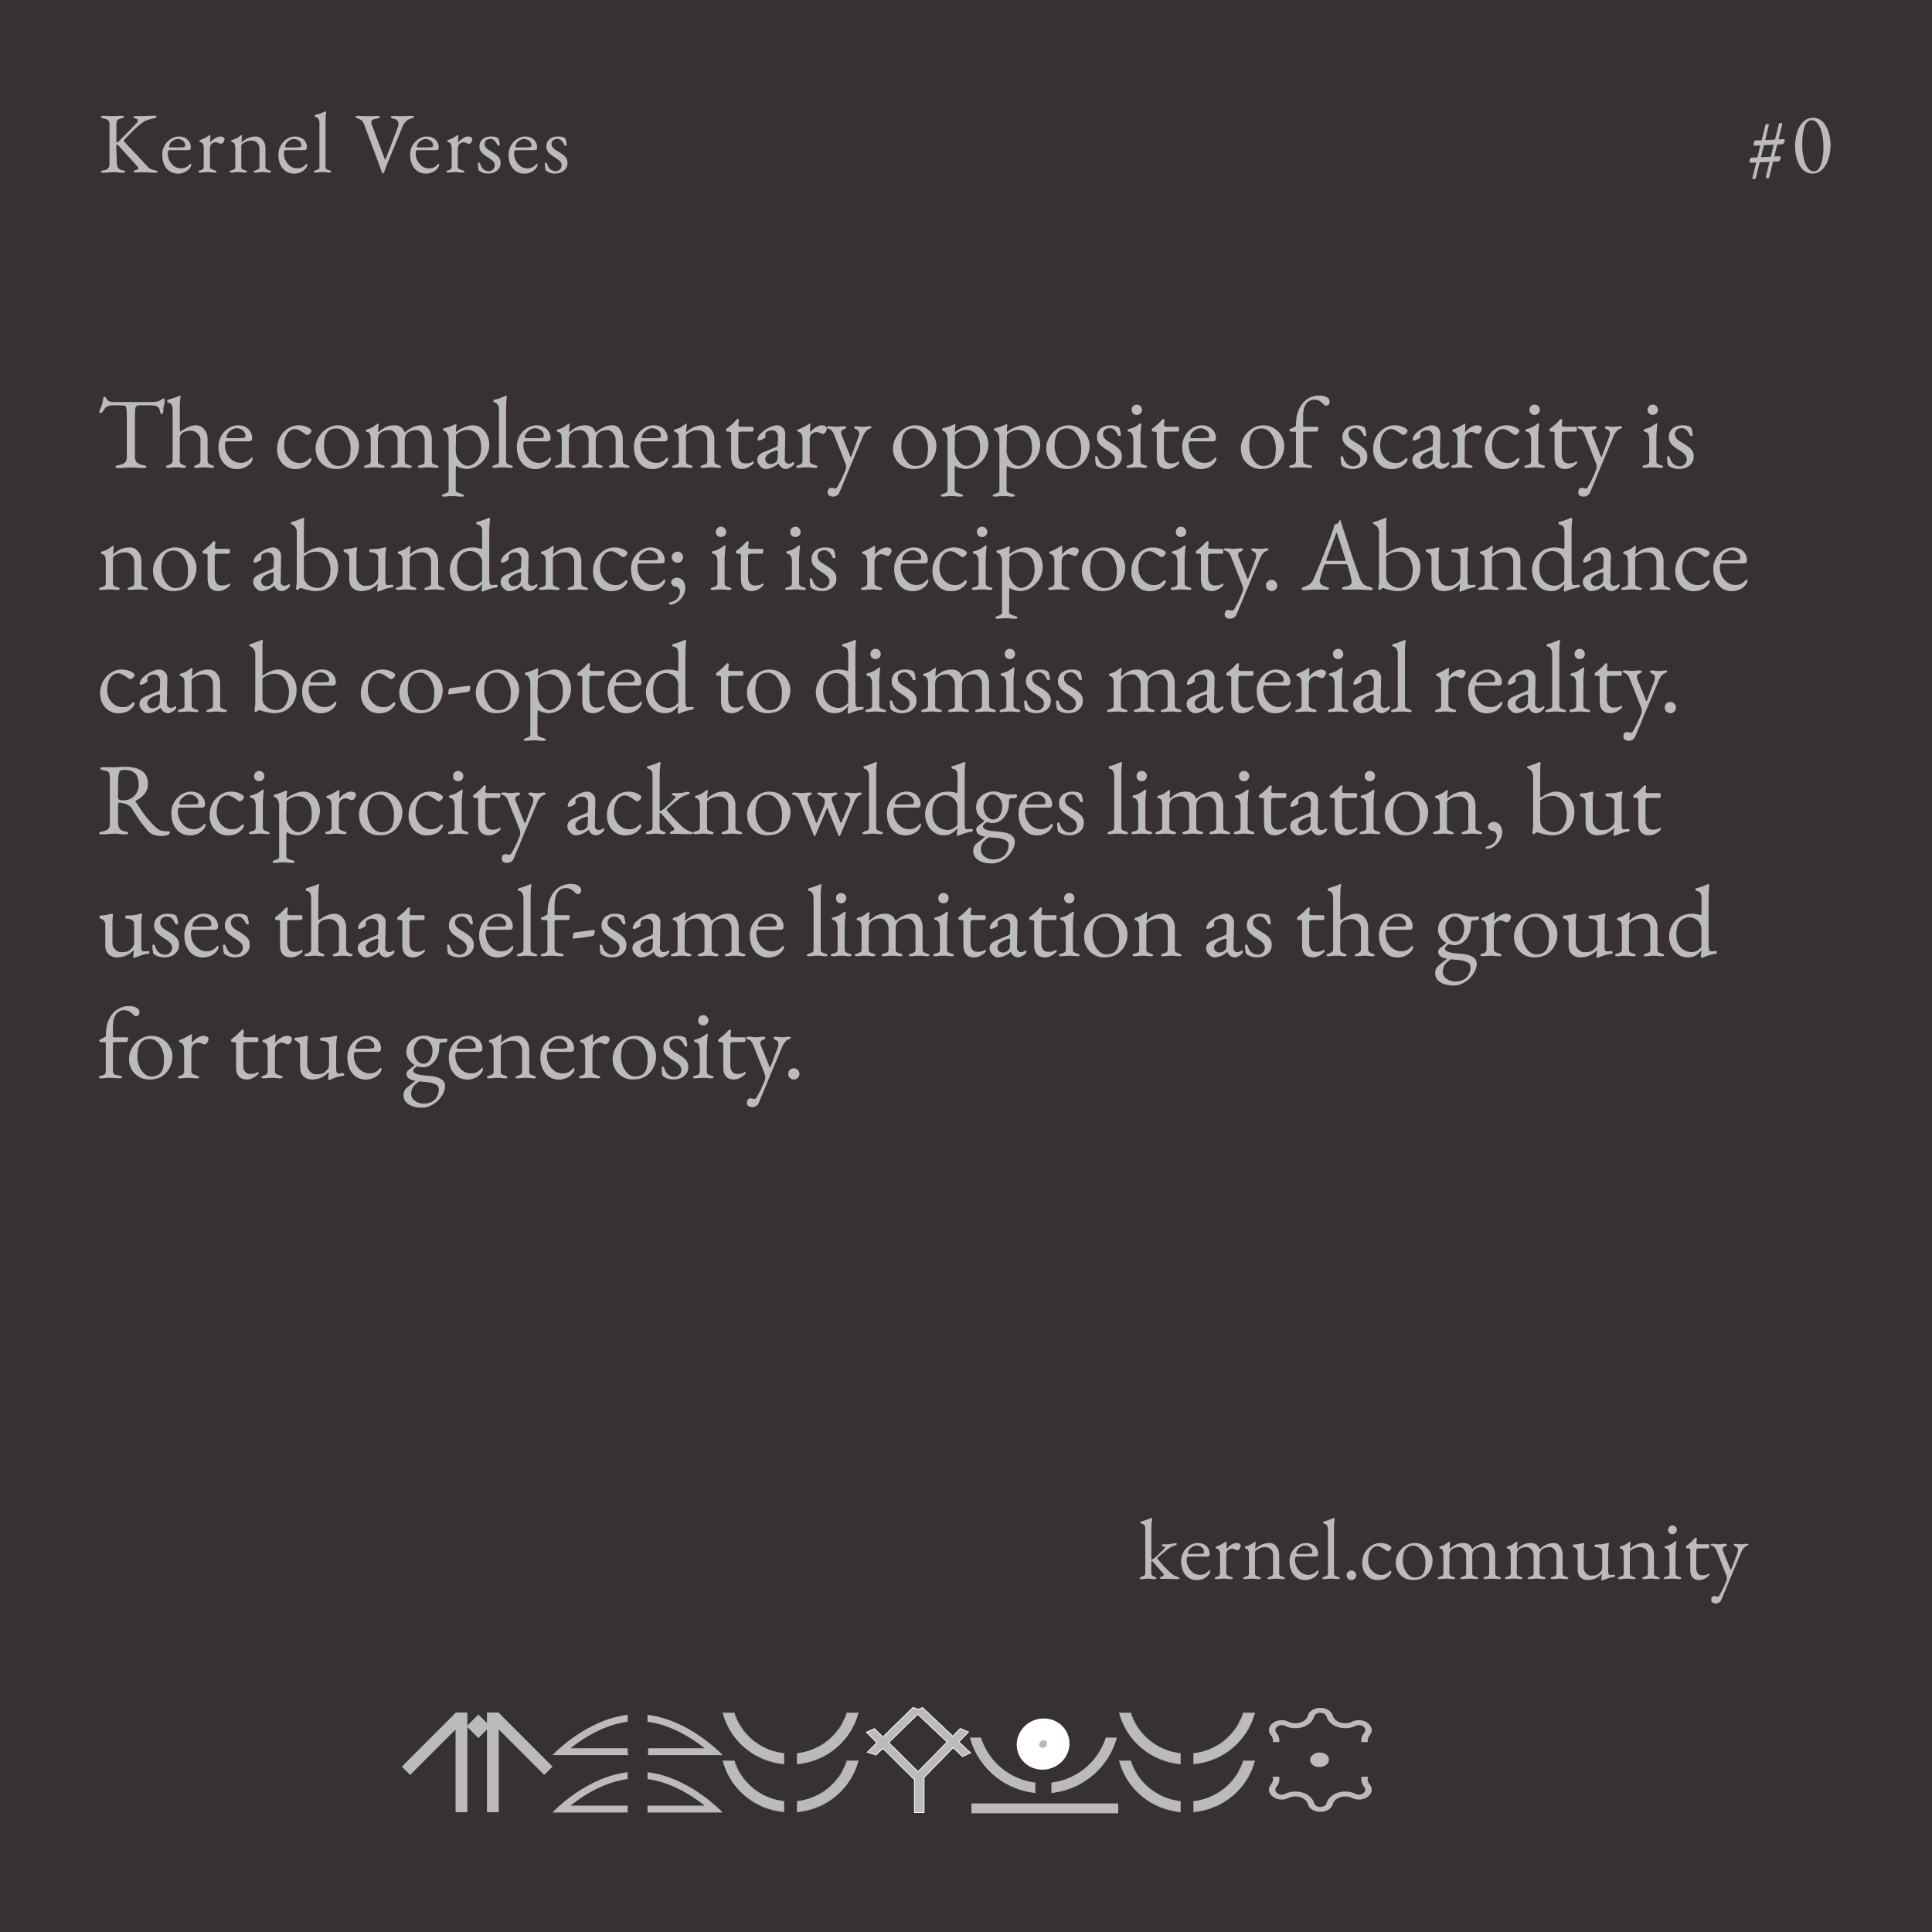 Kernel Verses
#0
The complementary opposite of scarcity is
not abundance; it is reciprocity. Abundance
can be co-opted to dismiss material reality.
Reciprocity acknowledges limitation, but
uses that self-same limitation as the ground
for true generosity.
kernel.community